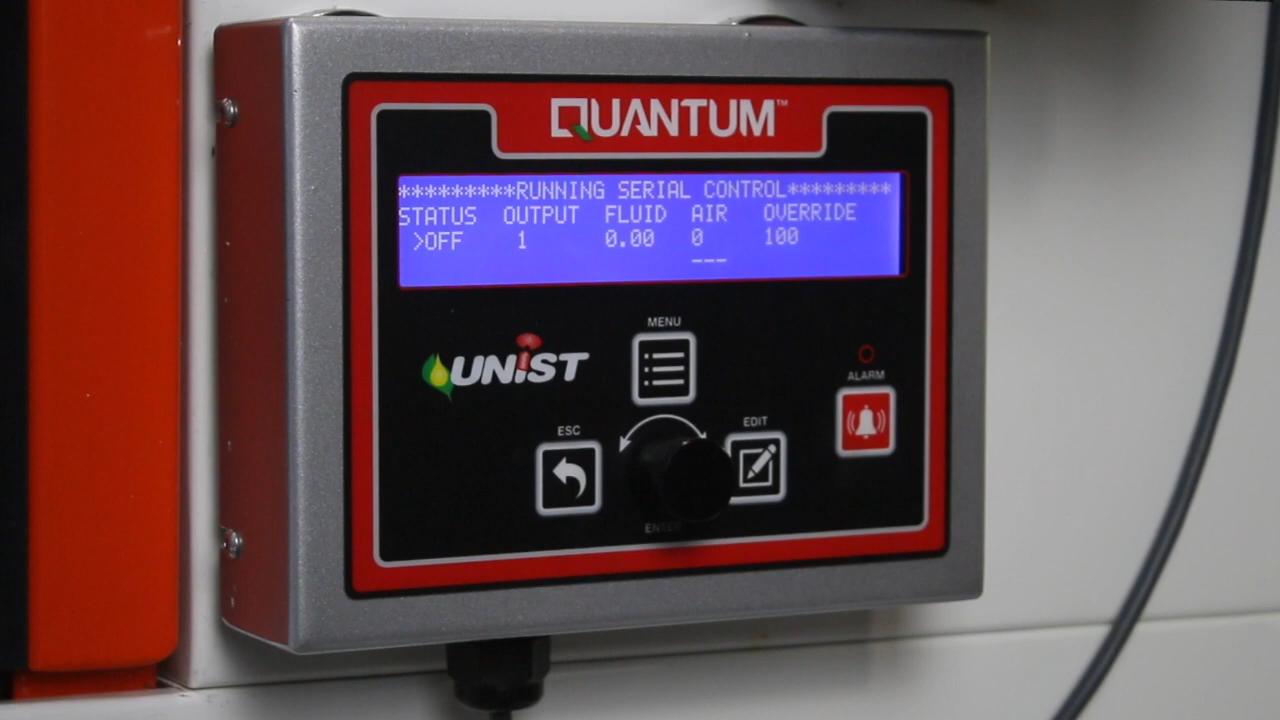 QUANTUM™
*********RUNNING SERIAL CONTROL*********
STATUS OUTPUT FLUID AIR OVERRIDE
>OFF 1 0.00 0 100
---
MENU
UNIST
ALARM
ESC
EDIT
ENTER